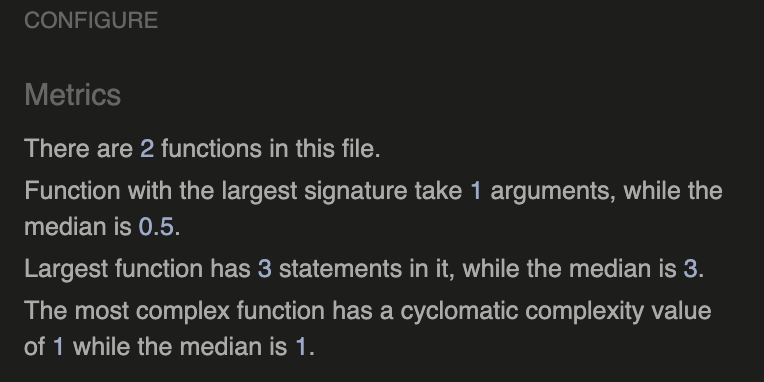 CONFIGURE
Metrics
There are 2 functions in this file.
Function with the largest signature take 1 arguments, while the
median is 0.5.
Largest function has 3 statements in it, while the median is 3.
The most complex function has a cyclomatic complexity value
of 1 while the median is 1.